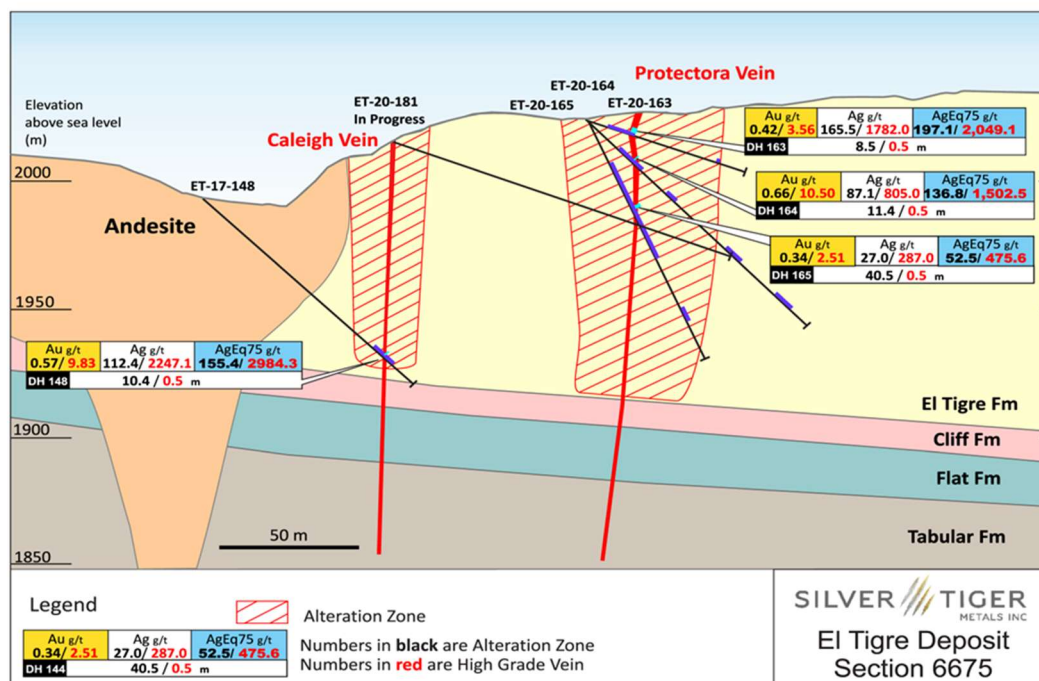 Protectora Vein
ET-20-164
ET-20-181
In Progress
ET-20-165
ET-20-163
Elevation
above sea level
(m)
Caleigh Vein
Au g/t Ag g/t AgEq75 g/t
0.42/ 3.56 165.5/ 1782.0 197.1/ 2,049.1
DH 163 8.5 / 0.5 m
2000
ET-17-148
Au g/t Ag g/t AgEq75 g/t
0.66/ 10.50 87.1/ 805.0 136.8/ 1,502.5
DH 164 11.4 / 0.5 m
Andesite
Au g/t Ag g/t AgEq75 g/t
0.34/ 2.51 27.0/ 287.0 52.5/ 475.6
DH 165 40.5 / 0.5 m
1950
Au g/t Ag g/t AgEq75 g/t
0.57/ 9.83 112.4/ 2247.1 155.4/ 2984.3
DH 148 10.4 / 0.5 m
El Tigre Fm
1900
Cliff Fm
Flat Fm
50 m
Tabular Fm
1850
Legend
Au g/t Ag g/t AgEq75 g/t
0.34/ 2.51 27.0/ 287.0 52.5/ 475.6
DH 144 40.5 / 0.5 m
Alteration Zone
Numbers in black are Alteration Zone
Numbers in red are High Grade Vein
SILVER TIGER
METALS INC
El Tigre Deposit
Section 6675